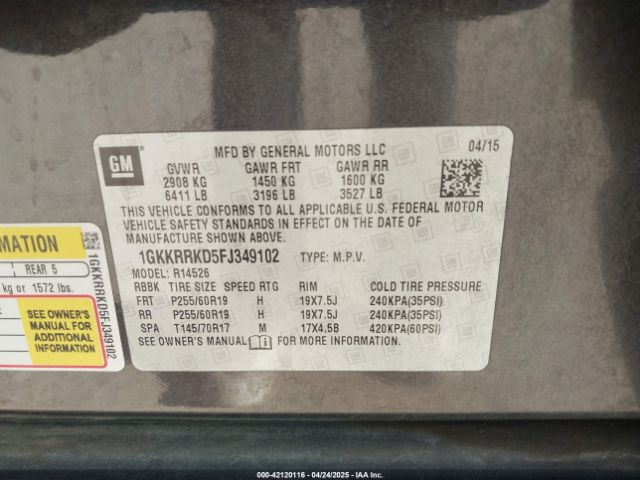 GM
MFD BY GENERAL MOTORS LLC 04/15
GVWR GAWR FRT GAWR RR
2908 KG 1450 KG 1600 KG
6411 LB 3196 LB 3527 LB
THIS VEHICLE CONFORMS TO ALL APPLICABLE U.S. FEDERAL MOTOR
VEHICLE SAFETY STANDARDS IN EFFECT ON THE DATE OF
MANUFACTURE SHOWN ABOVE.
1GKKRRKD5FJ349102 TYPE: M.P.V.
MODEL: R14526
RBBK TIRE SIZE SPEED RTG RIM COLD TIRE PRESSURE
FRT P255/60R19 H 19X7.5J 240KPA(35PSI)
RR P255/60R19 H 19X7.5J 240KPA(35PSI)
SPA T145/70R17 M 17X4.5B 420KPA(60PSI)
SEE OWNER'S MANUAL FOR MORE INFORMATION.
MATION
REAR 5
kg or 1572 lbs.
SEE OWNER'S
MANUAL FOR
ADDITIONAL
INFORMATION
1GKKRRKD5FJ349102
000-42120116 - 04/24/2025 - IAA Inc.